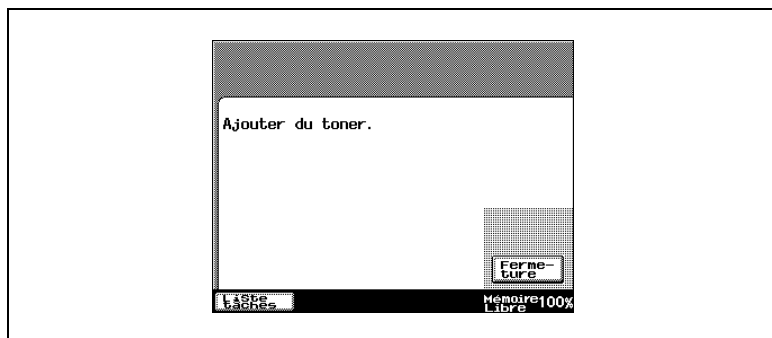 Ajouter du toner.
Ferme-
ture
Liste
tâches
Mémoire 100%
Libre